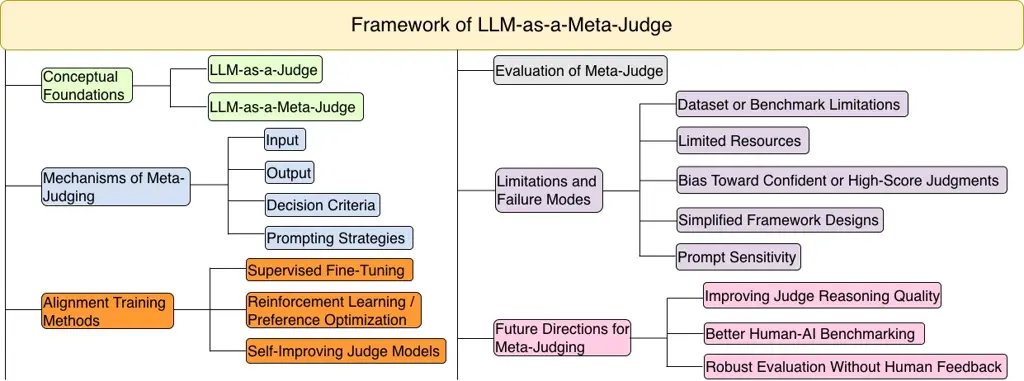 Framework of LLM-as-a-Meta-Judge
Conceptual
Foundations
LLM-as-a-Judge
LLM-as-a-Meta-Judge
Mechanisms of Meta-
Judging
Input
Output
Decision Criteria
Prompting Strategies
Alignment Training
Methods
Supervised Fine-Tuning
Reinforcement Learning /
Preference Optimization
Self-Improving Judge Models
Evaluation of Meta-Judge
Limitations and
Failure Modes
Dataset or Benchmark Limitations
Limited Resources
Bias Toward Confident or High-Score Judgments
Simplified Framework Designs
Prompt Sensitivity
Future Directions for
Meta-Judging
Improving Judge Reasoning Quality
Better Human-AI Benchmarking
Robust Evaluation Without Human Feedback